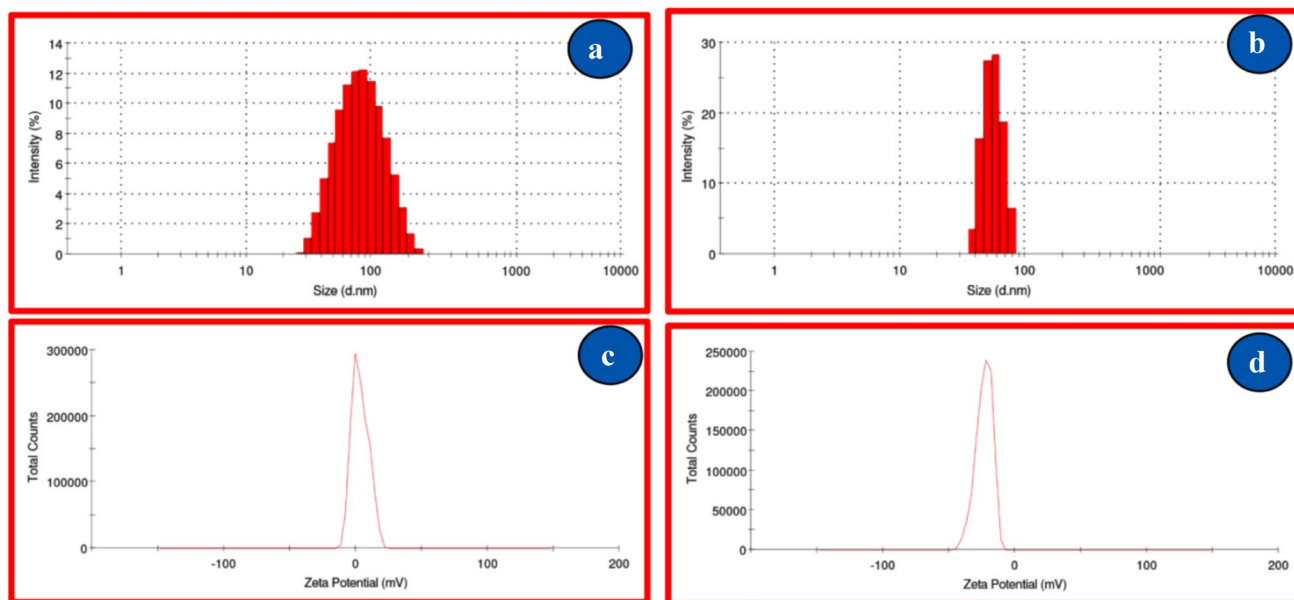 a
14
12
10
8
6
4
2
0
Intensity (%)
1 10 100 1000 10000
Size (d.nm)
b
30
20
10
0
Intensity (%)
1 10 100 1000 10000
Size (d.nm)
c
300000
200000
100000
0
Total Counts
-100 0 100 200
Zeta Potential (mV)
d
250000
200000
150000
100000
50000
0
Total Counts
-100 0 100 200
Zeta Potential (mV)